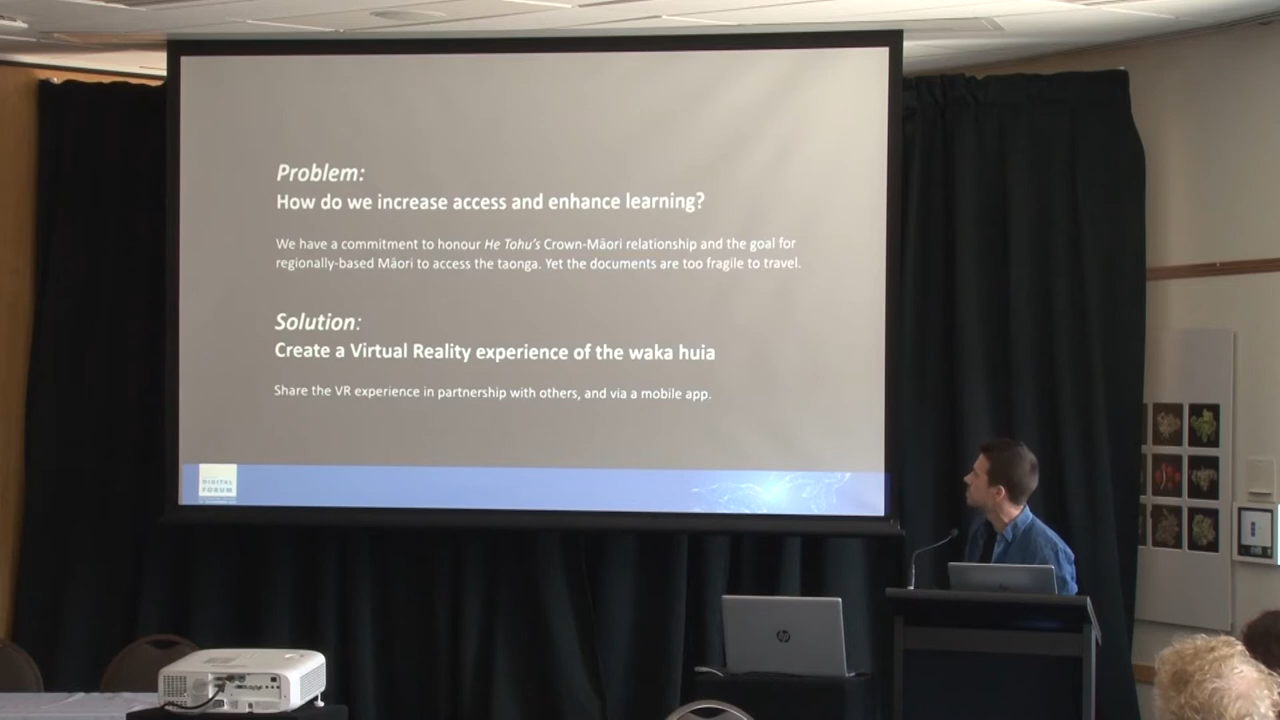 Problem:
How do we increase access and enhance learning?
We have a commitment to honour He Tohu's Crown-Māori relationship and the goal for
regionally-based Māori to access the taonga. Yet the documents are too fragile to travel.
Solution:
Create a Virtual Reality experience of the waka huia
Share the VR experience in partnership with others, and via a mobile app.
DIGITAL
FORUM
hp